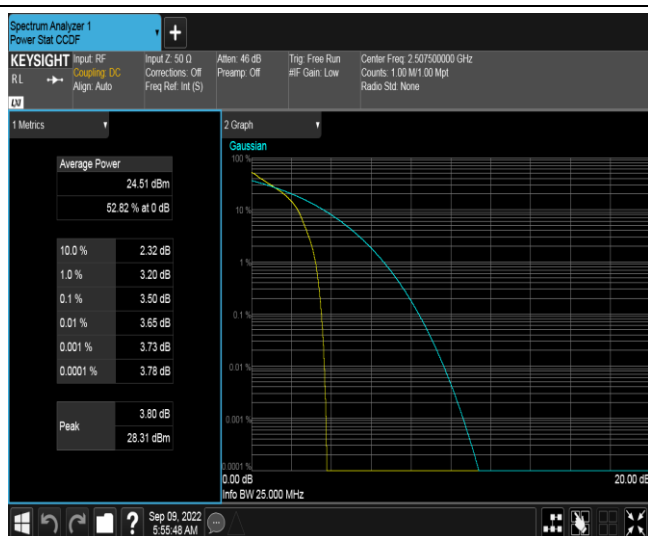 Spectrum Analyzer 1
Power Stat CCDF
+
KEYSIGHT
RL
LXI
Input: RF
Coupling: DC
Align: Auto
Input Z: 50 Ω
Corrections: Off
Freq Ref: Int (S)
Atten: 46 dB
Preamp: Off
Trig: Free Run
#IF Gain: Low
Center Freq: 2.507500000 GHz
Counts: 1.00 M/1.00 Mpt
Radio Std: None
1 Metrics
Average Power
24.51 dBm
52.82 % at 0 dB
10.0 % 2.32 dB
1.0 % 3.20 dB
0.1 % 3.50 dB
0.01 % 3.65 dB
0.001 % 3.73 dB
0.0001 % 3.78 dB
Peak
3.80 dB
28.31 dBm
2 Graph
Gaussian
100 %
10 %
1 %
0.1 %
0.01 %
0.001 %
0.0001 %
0.00 dB 20.00 dB
Info BW 25.000 MHz
?
Sep 09, 2022
5:55:48 AM